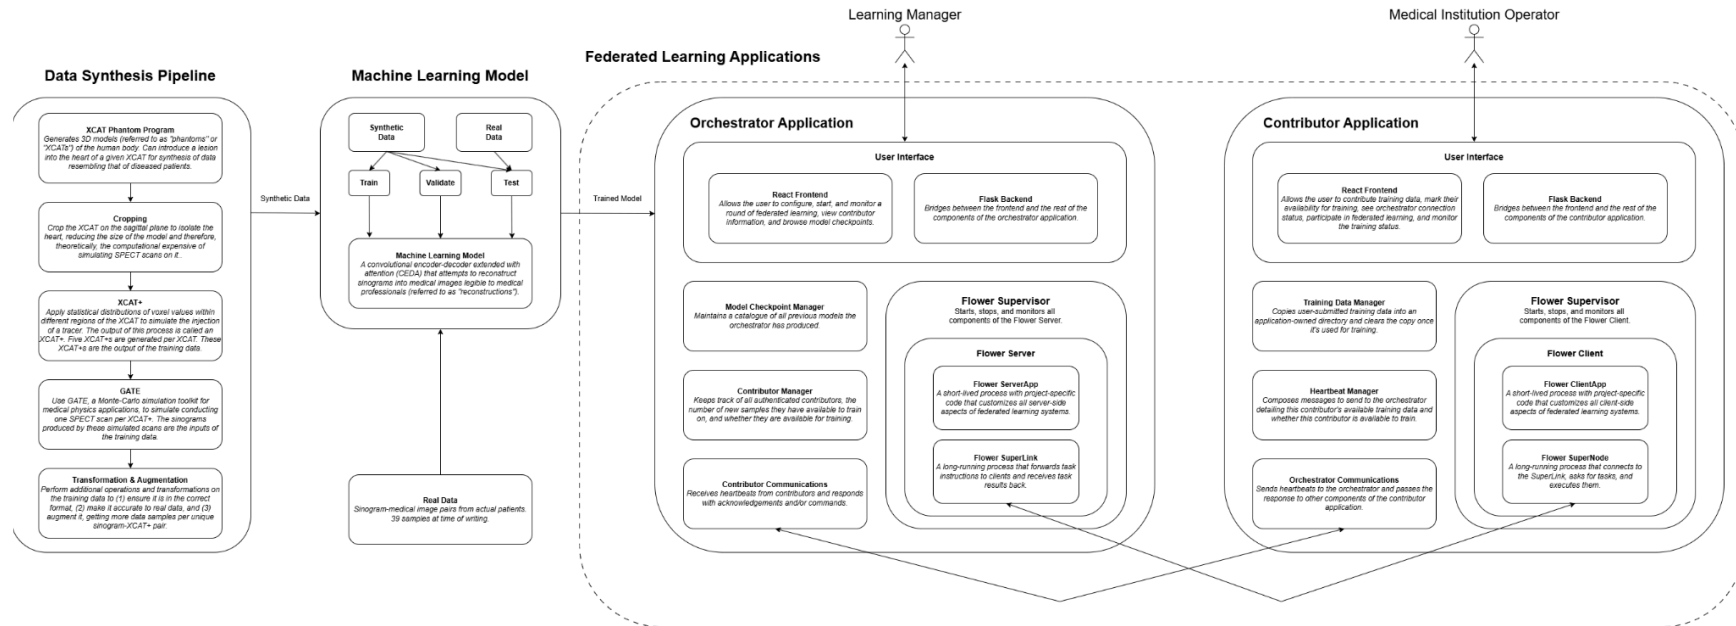 Learning Manager
Medical Institution Operator
Federated Learning Applications
Data Synthesis Pipeline
Machine Learning Model
XCAT Phantom Program
Generates 3D models (referred to as "phantoms" or
"XCATs") of the human body. Can introduce a lesion
into the heart of a given XCAT for synthesis of data
resembling that of diseased patients.
Cropping
Crop the XCAT on the sagittal plane to isolate the
heart, reducing the size of the model and therefore,
theoretically, the computational expensive of
simulating SPECT scans on it..
XCAT+
Apply statistical distributions of voxel values within
different regions of the XCAT to simulate the injection
of a tracer. The output of this process is called an
XCAT+. Five XCAT+s are generated per XCAT. These
XCAT+s are the output of the training data.
GATE
Use GATE, a Monte-Carlo simulation toolkit for
medical physics applications, to simulate conducting
one SPECT scan per XCAT+. The sinograms
produced by these simulated scans are the inputs of
the training data.
Transformation & Augmentation
Perform additional operations and transformations on
the training data to (1) ensure it is in the correct
format, (2) make it accurate to real data, and (3)
augment it, getting more data samples per unique
sinogram-XCAT+ pair.
Synthetic Data
Synthetic
Data
Real
Data
Train
Validate
Test
Machine Learning Model
A convolutional encoder-decoder extended with
attention (CEDA) that attempts to reconstruct
sinograms into medical images legible to medical
professionals (referred to as "reconstructions").
Real Data
Sinogram-medical image pairs from actual patients.
39 samples at time of writing.
Trained Model
Orchestrator Application
User Interface
React Frontend
Allows the user to configure, start, and monitor a
round of federated learning, view contributor
information, and browse model checkpoints.
Flask Backend
Bridges between the frontend and the rest of the
components of the orchestrator application.
Model Checkpoint Manager
Maintains a catalogue of all previous models the
orchestrator has produced.
Contributor Manager
Keeps track of all authenticated contributors, the
number of new samples they have available to train
on, and whether they are available for training.
Contributor Communications
Receives heartbeats from contributors and responds
with acknowledgements and/or commands.
Flower Supervisor
Starts, stops, and monitors all
components of the Flower Server.
Flower Server
Flower ServerApp
A short-lived process with project-specific
code that customizes all server-side
aspects of federated learning systems.
Flower SuperLink
A long-running process that forwards task
instructions to clients and receives task
results back.
Contributor Application
User Interface
React Frontend
Allows the user to contribute training data, mark their
availability for training, see orchestrator connection
status, participate in federated learning, and monitor
the training status.
Flask Backend
Bridges between the frontend and the rest of the
components of the contributor application.
Training Data Manager
Copies user-submitted training data into an
application-owned directory and clears the copy once
it's used for training.
Heartbeat Manager
Composes messages to send to the orchestrator
detailing this contributor's available training data and
whether this contributor is available to train.
Orchestrator Communications
Sends heartbeats to the orchestrator and passes the
response to other components of the contributor
application.
Flower Supervisor
Starts, stops, and monitors all
components of the Flower Client.
Flower Client
Flower ClientApp
A short-lived process with project-specific
code that customizes all client-side
aspects of federated learning systems.
Flower SuperNode
A long-running process that connects to
the SuperLink, asks for tasks, and
executes them.